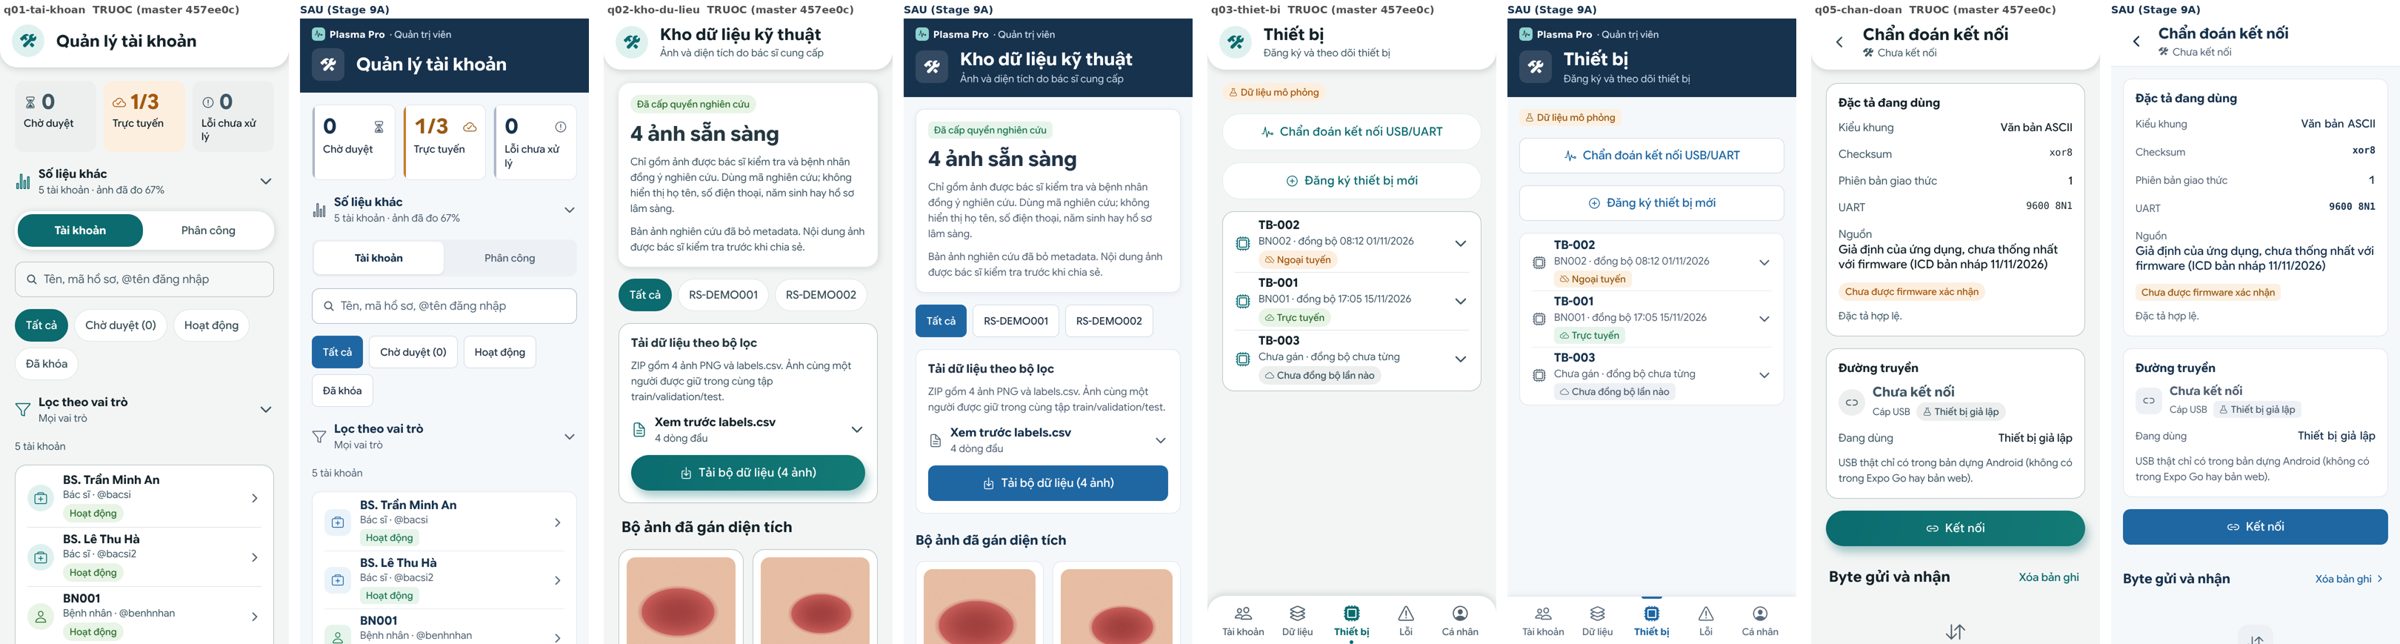 q01-tai-khoan TRUOC (master 457ee0c)
Quản lý tài khoản
0
Chờ duyệt
1/3
Trực tuyến
0
Lỗi chưa xử
lý
Số liệu khác
5 tài khoản · ảnh đã đo 67%
Tài khoản
Phân công
Tên, mã hồ sơ, @tên đăng nhập
Tất cả
Chờ duyệt (0)
Hoạt động
Đã khóa
Lọc theo vai trò
Mọi vai trò
5 tài khoản
BS. Trần Minh An
Bác sĩ · @bacsi
Hoạt động
BS. Lê Thu Hà
Bác sĩ · @bacsi2
Hoạt động
BN001
Bệnh nhân · @benhnhan
Hoạt động
SAU (Stage 9A)
Plasma Pro · Quản trị viên
Quản lý tài khoản
0
Chờ duyệt
1/3
Trực tuyến
0
Lỗi chưa xử
lý
Số liệu khác
5 tài khoản · ảnh đã đo 67%
Tài khoản
Phân công
Tên, mã hồ sơ, @tên đăng nhập
Tất cả
Chờ duyệt (0)
Hoạt động
Đã khóa
Lọc theo vai trò
Mọi vai trò
5 tài khoản
BS. Trần Minh An
Bác sĩ · @bacsi
Hoạt động
BS. Lê Thu Hà
Bác sĩ · @bacsi2
Hoạt động
BN001
Bệnh nhân · @benhnhan
q02-kho-du-lieu TRUOC (master 457ee0c)
Kho dữ liệu kỹ thuật
Ảnh và diện tích do bác sĩ cung cấp
Đã cấp quyền nghiên cứu
4 ảnh sẵn sàng
Chỉ gồm ảnh được bác sĩ kiểm tra và bệnh nhân
đồng ý nghiên cứu. Dùng mã nghiên cứu; không
hiển thị họ tên, số điện thoại, năm sinh hay hồ sơ
lâm sàng.
Bản ảnh nghiên cứu đã bỏ metadata. Nội dung ảnh
được bác sĩ kiểm tra trước khi chia sẻ.
Tất cả
RS-DEMO001
RS-DEMO002
Tải dữ liệu theo bộ lọc
ZIP gồm 4 ảnh PNG và labels.csv. Ảnh cùng một
người được giữ trong cùng tập
train/validation/test.
Xem trước labels.csv
4 dòng đầu
Tải bộ dữ liệu (4 ảnh)
Bộ ảnh đã gán diện tích
SAU (Stage 9A)
Plasma Pro · Quản trị viên
Kho dữ liệu kỹ thuật
Ảnh và diện tích do bác sĩ cung cấp
Đã cấp quyền nghiên cứu
4 ảnh sẵn sàng
Chỉ gồm ảnh được bác sĩ kiểm tra và bệnh nhân
đồng ý nghiên cứu. Dùng mã nghiên cứu; không
hiển thị họ tên, số điện thoại, năm sinh hay hồ sơ
lâm sàng.
Bản ảnh nghiên cứu đã bỏ metadata. Nội dung ảnh
được bác sĩ kiểm tra trước khi chia sẻ.
Tất cả
RS-DEMO001
RS-DEMO002
Tải dữ liệu theo bộ lọc
ZIP gồm 4 ảnh PNG và labels.csv. Ảnh cùng một
người được giữ trong cùng tập train/validation/test.
Xem trước labels.csv
4 dòng đầu
Tải bộ dữ liệu (4 ảnh)
Bộ ảnh đã gán diện tích
q03-thiet-bi TRUOC (master 457ee0c)
Thiết bị
Đăng ký và theo dõi thiết bị
Dữ liệu mô phỏng
Chẩn đoán kết nối USB/UART
Đăng ký thiết bị mới
TB-002
BN002 · đồng bộ 08:12 01/11/2026
Ngoại tuyến
TB-001
BN001 · đồng bộ 17:05 15/11/2026
Trực tuyến
TB-003
Chưa gán · đồng bộ chưa từng
Chưa đồng bộ lần nào
Tài khoản
Dữ liệu
Thiết bị
Lỗi
Cá nhân
SAU (Stage 9A)
Plasma Pro · Quản trị viên
Thiết bị
Đăng ký và theo dõi thiết bị
Dữ liệu mô phỏng
Chẩn đoán kết nối USB/UART
Đăng ký thiết bị mới
TB-002
BN002 · đồng bộ 08:12 01/11/2026
Ngoại tuyến
TB-001
BN001 · đồng bộ 17:05 15/11/2026
Trực tuyến
TB-003
Chưa gán · đồng bộ chưa từng
Chưa đồng bộ lần nào
Tài khoản
Dữ liệu
Thiết bị
Lỗi
Cá nhân
q05-chan-doan TRUOC (master 457ee0c)
Chẩn đoán kết nối
Chưa kết nối
Đặc tả đang dùng
Kiểu khung
Văn bản ASCII
Checksum
xor8
Phiên bản giao thức
1
UART
9600 8N1
Nguồn
Giả định của ứng dụng, chưa thống nhất
với firmware (ICD bản nháp 11/11/2026)
Chưa được firmware xác nhận
Đặc tả hợp lệ.
Đường truyền
Chưa kết nối
Cáp USB
Thiết bị giả lập
Đang dùng
Thiết bị giả lập
USB thật chỉ có trong bản dựng Android (không có
trong Expo Go hay bản web).
Kết nối
Byte gửi và nhận
Xóa bản ghi
SAU (Stage 9A)
Chẩn đoán kết nối
Chưa kết nối
Đặc tả đang dùng
Kiểu khung
Văn bản ASCII
Checksum
xor8
Phiên bản giao thức
1
UART
9600 8N1
Nguồn
Giả định của ứng dụng, chưa thống nhất với
firmware (ICD bản nháp 11/11/2026)
Chưa được firmware xác nhận
Đặc tả hợp lệ.
Đường truyền
Chưa kết nối
Cáp USB
Thiết bị giả lập
Đang dùng
Thiết bị giả lập
USB thật chỉ có trong bản dựng Android (không có
trong Expo Go hay bản web).
Kết nối
Byte gửi và nhận
Xóa bản ghi